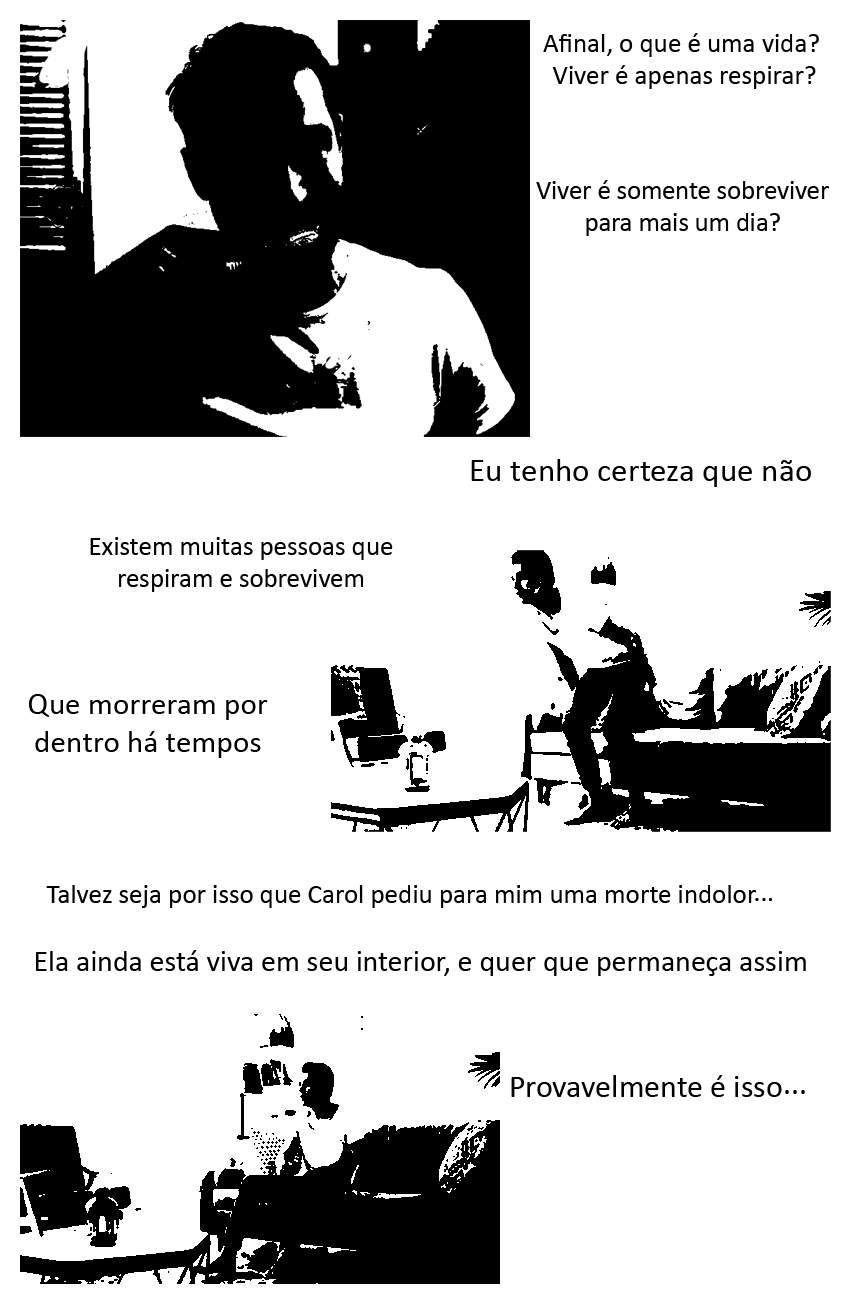 Afinal, o que é uma vida?
Viver é apenas respirar?
Viver é somente sobreviver
para mais um dia?
Eu tenho certeza que não
Existem muitas pessoas que
respiram e sobrevivem
Que morreram por
dentro há tempos
Talvez seja por isso que Carol pediu para mim uma morte indolor...
Ela ainda está viva em seu interior, e quer que permaneça assim
Provavelmente é isso...